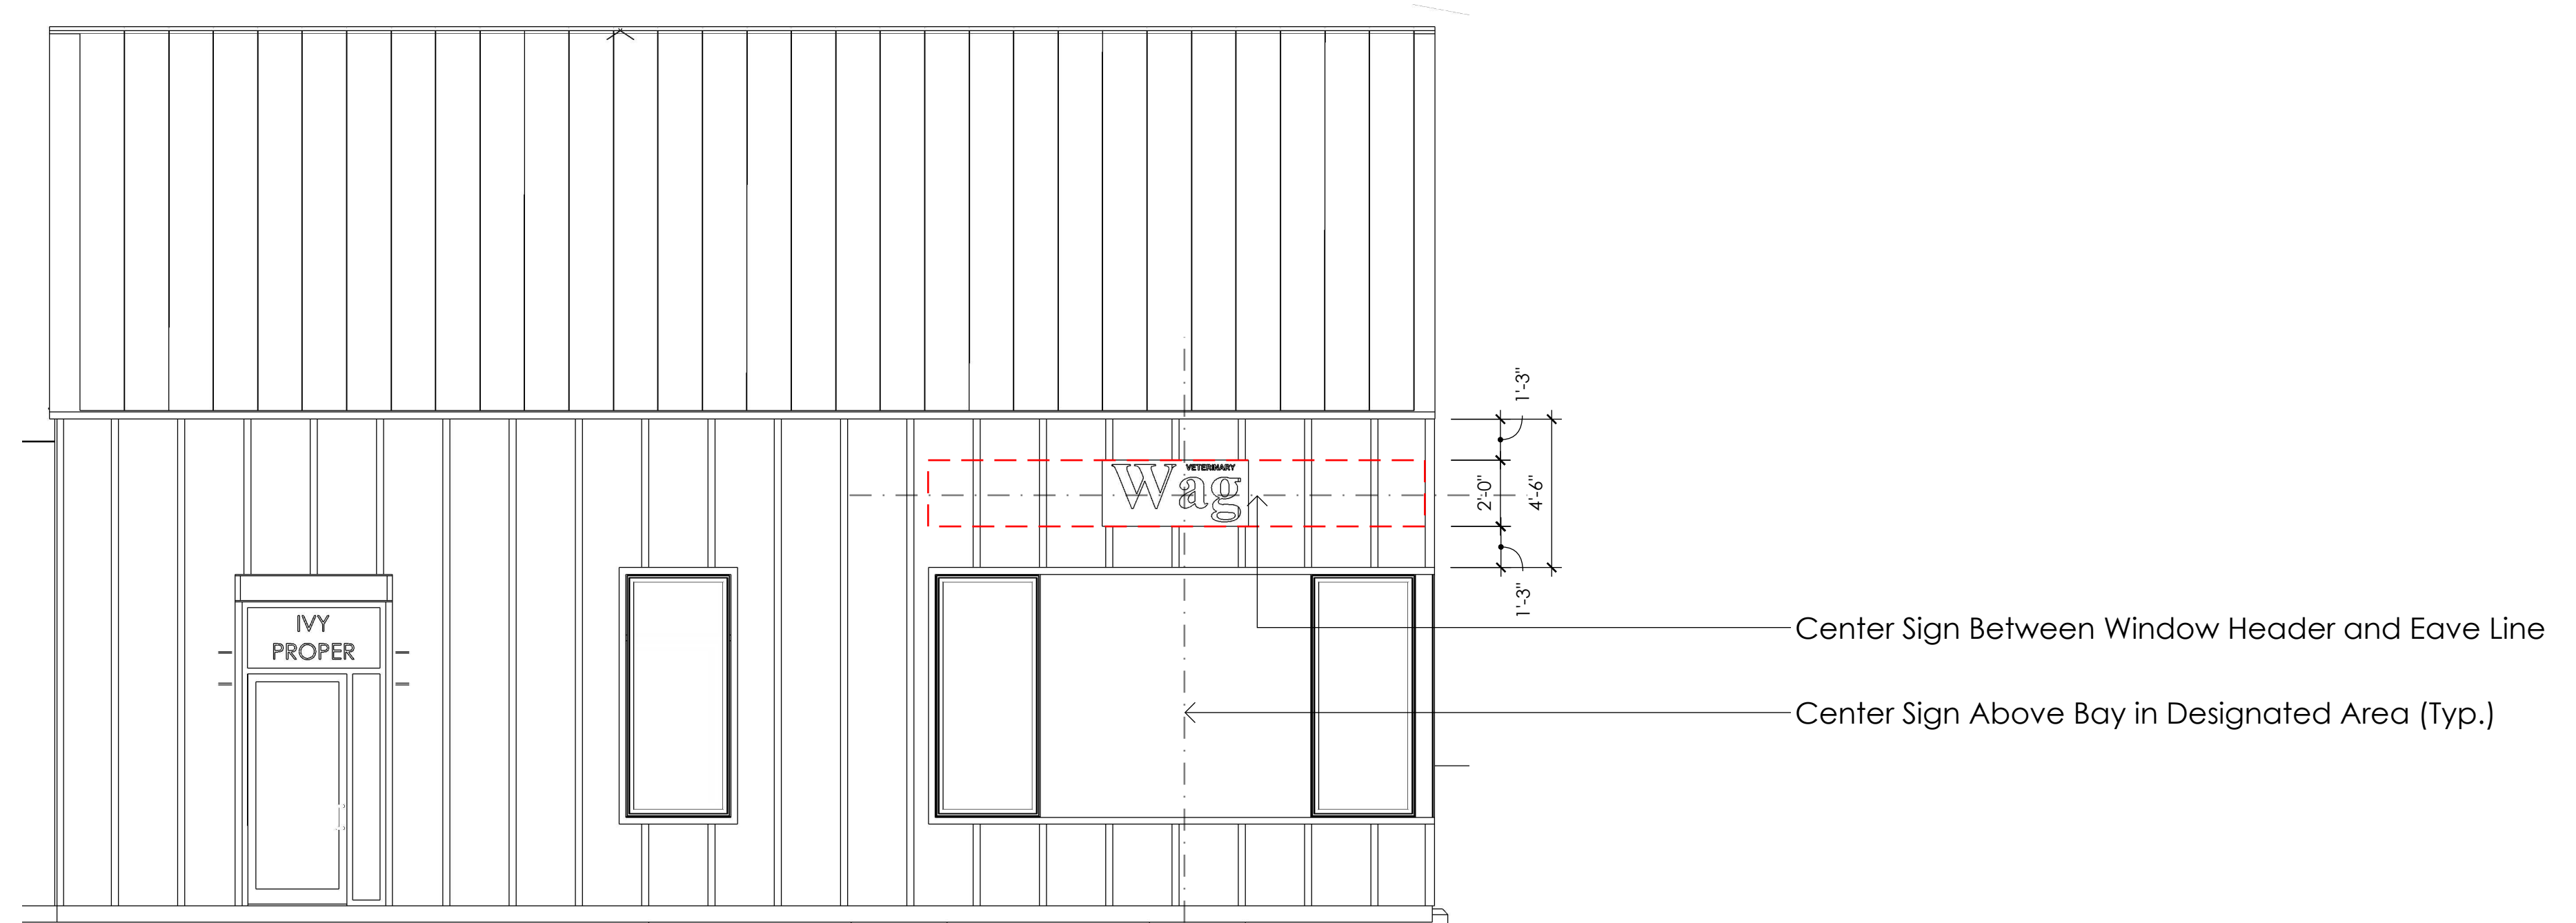 1'-3"
VETERINARY
Wag
2'-0"
4'-6"
1'-3"
IVY
PROPER
Center Sign Between Window Header and Eave Line
Center Sign Above Bay in Designated Area (Typ.)